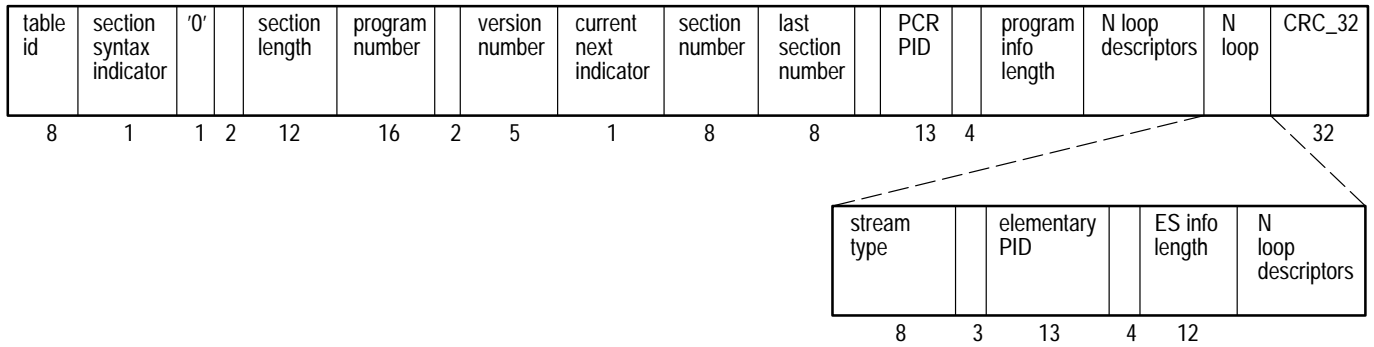 table section '0' section program version current section last PCR program N loop N CRC_32
id syntax length number number next number section PID info descriptors loop
indicator indicator number length
8 1 1 2 12 16 2 5 1 8 8 13 4 32
stream elementary ES info N
type PID length loop
descriptors
8 3 13 4 12